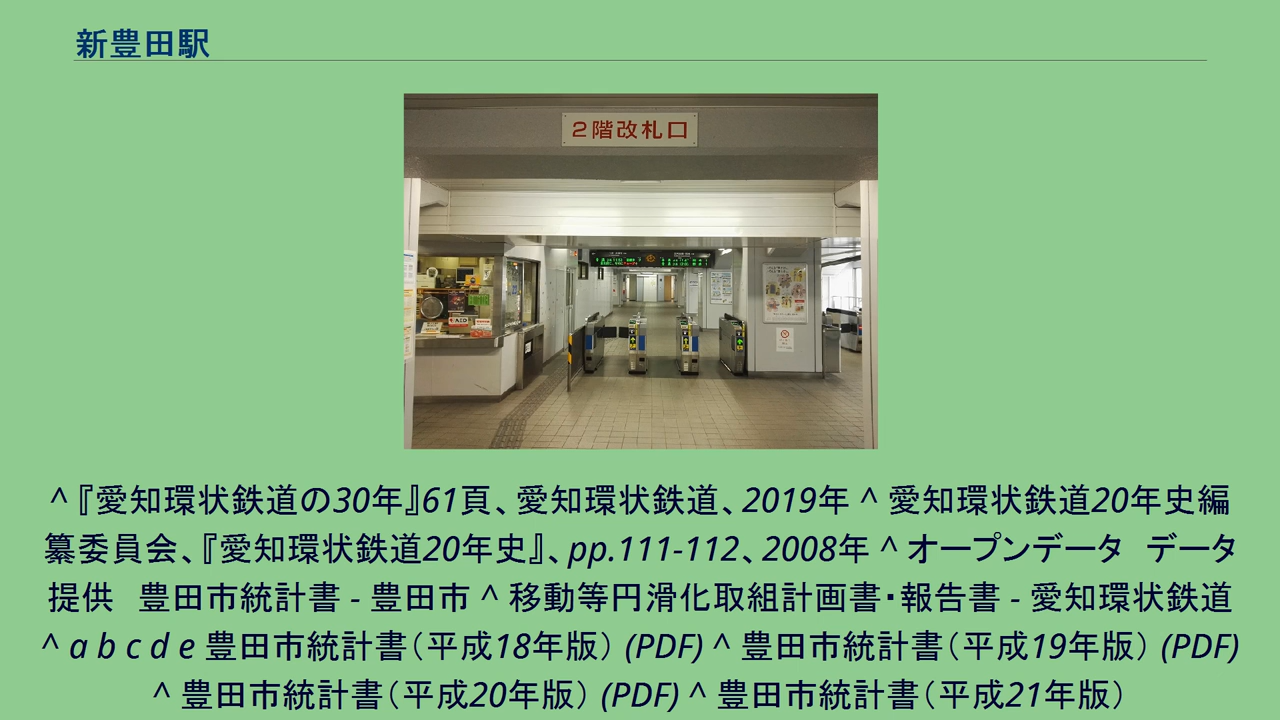 新豊田駅
2階改札口
AED
^『愛知環状鉄道の30年』61頁、愛知環状鉄道、2019年 ^ 愛知環状鉄道20年史編
纂委員会、『愛知環状鉄道20年史』、pp.111-112、2008年 ^ オープンデータ　データ
提供　豊田市統計書 - 豊田市 ^ 移動等円滑化取組計画書・報告書 - 愛知環状鉄道
^ a b c d e 豊田市統計書（平成18年版） (PDF) ^ 豊田市統計書（平成19年版） (PDF)
^ 豊田市統計書（平成20年版） (PDF) ^ 豊田市統計書（平成21年版）